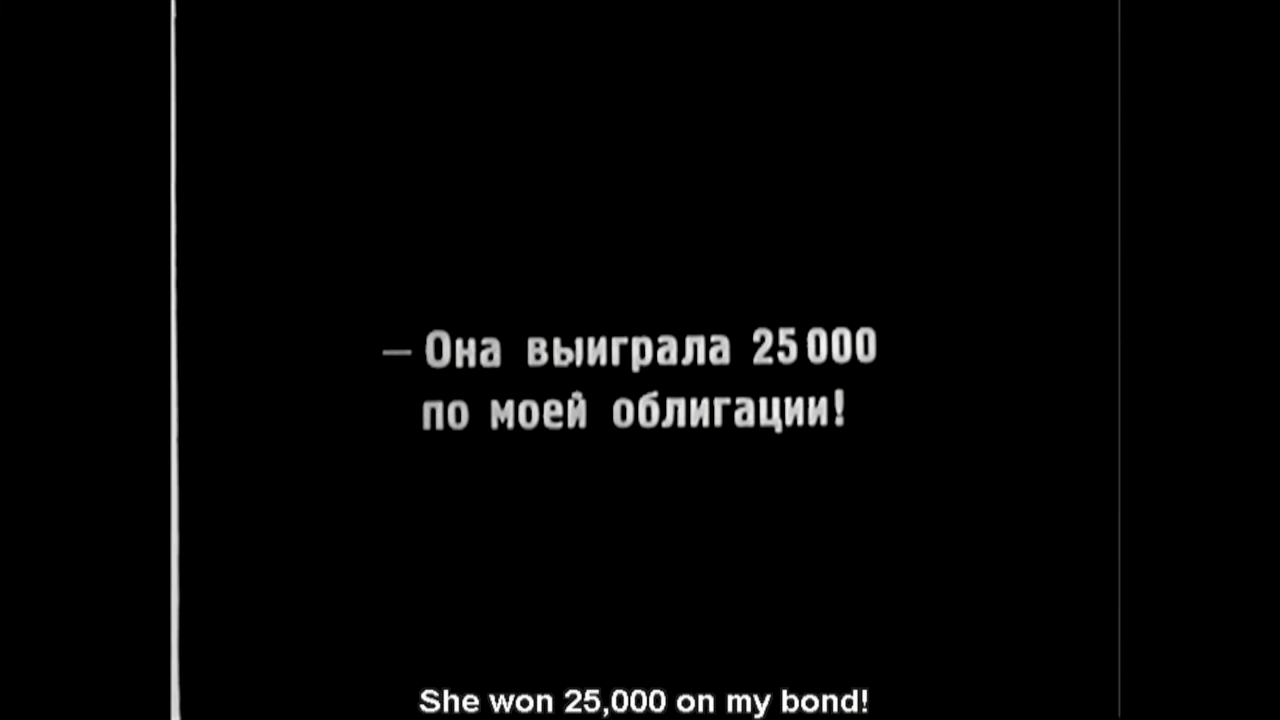 — Она выиграла 25 000
по моей облигации!
She won 25,000 on my bond!